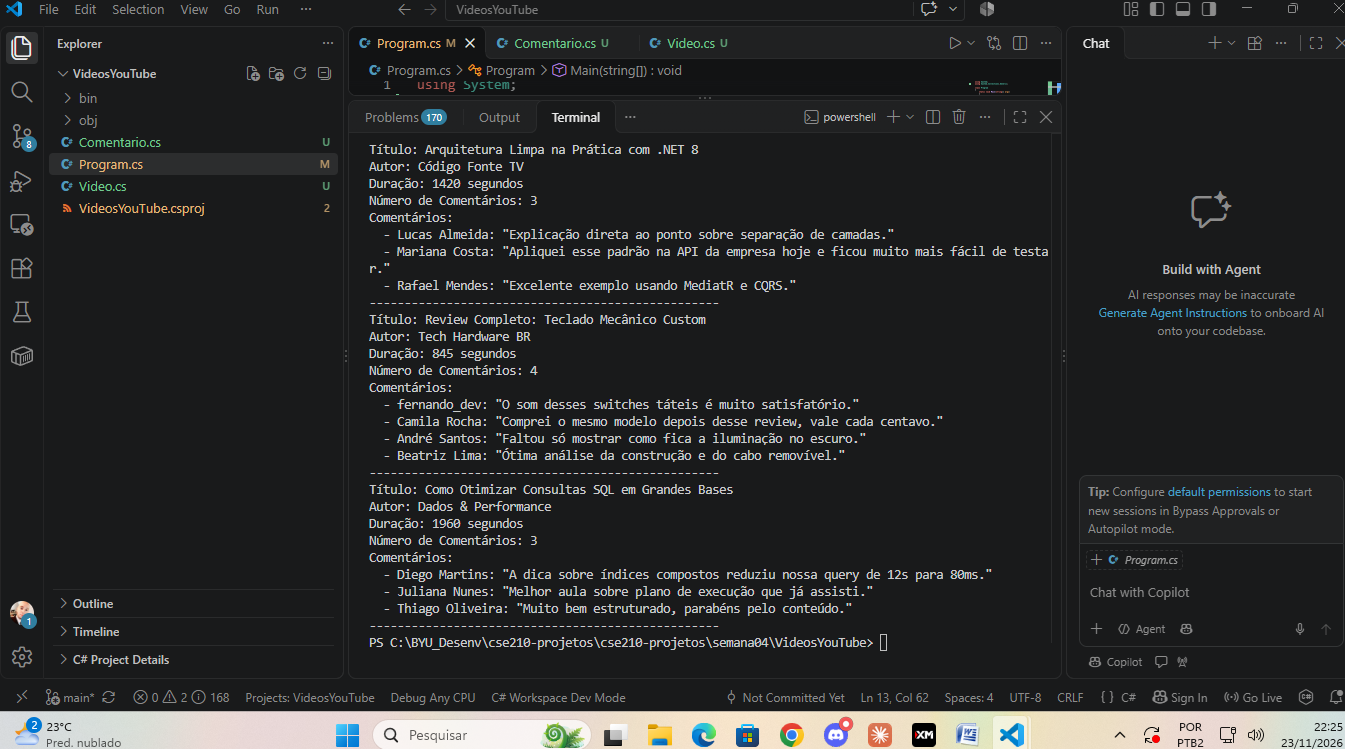 File Edit Selection View Go Run ··· VideosYouTube
Explorer ···
VideosYouTube
bin
obj
Comentario.cs U
Program.cs M
Video.cs U
VideosYouTube.csproj 2
8
1
Outline
Timeline
C# Project Details
Program.cs M Comentario.cs U Video.cs U
Program.cs > Program > Main(string[]) : void
1 using System;
Problems 170 Output Terminal ··· powershell
Título: Arquitetura Limpa na Prática com .NET 8
Autor: Código Fonte TV
Duração: 1420 segundos
Número de Comentários: 3
Comentários:
- Lucas Almeida: "Explicação direta ao ponto sobre separação de camadas."
- Mariana Costa: "Apliquei esse padrão na API da empresa hoje e ficou muito mais fácil de testa
r."
- Rafael Mendes: "Excelente exemplo usando MediatR e CQRS."
--------------------------------------------------
Título: Review Completo: Teclado Mecânico Custom
Autor: Tech Hardware BR
Duração: 845 segundos
Número de Comentários: 4
Comentários:
- fernando_dev: "O som desses switches táteis é muito satisfatório."
- Camila Rocha: "Comprei o mesmo modelo depois desse review, vale cada centavo."
- André Santos: "Faltou só mostrar como fica a iluminação no escuro."
- Beatriz Lima: "Ótima análise da construção e do cabo removível."
--------------------------------------------------
Título: Como Otimizar Consultas SQL em Grandes Bases
Autor: Dados & Performance
Duração: 1960 segundos
Número de Comentários: 3
Comentários:
- Diego Martins: "A dica sobre índices compostos reduziu nossa query de 12s para 80ms."
- Juliana Nunes: "Melhor aula sobre plano de execução que já assisti."
- Thiago Oliveira: "Muito bem estruturado, parabéns pelo conteúdo."
--------------------------------------------------
PS C:\BYU_Desenv\cse210-projetos\cse210-projetos\semana04\VideosYouTube>
Chat
Build with Agent
AI responses may be inaccurate
Generate Agent Instructions to onboard AI
onto your codebase.
Tip: Configure default permissions to start
new sessions in Bypass Approvals or
Autopilot mode.
Program.cs
Chat with Copilot
Agent
Copilot
main* 0 2 168 Projects: VideosYouTube Debug Any CPU C# Workspace Dev Mode Not Committed Yet Ln 13, Col 62 Spaces: 4 UTF-8 CRLF { } C# Sign In Go Live
2
23°C
Pred. nublado
Pesquisar
XM
POR
PTB2
22:25
23/11/2026